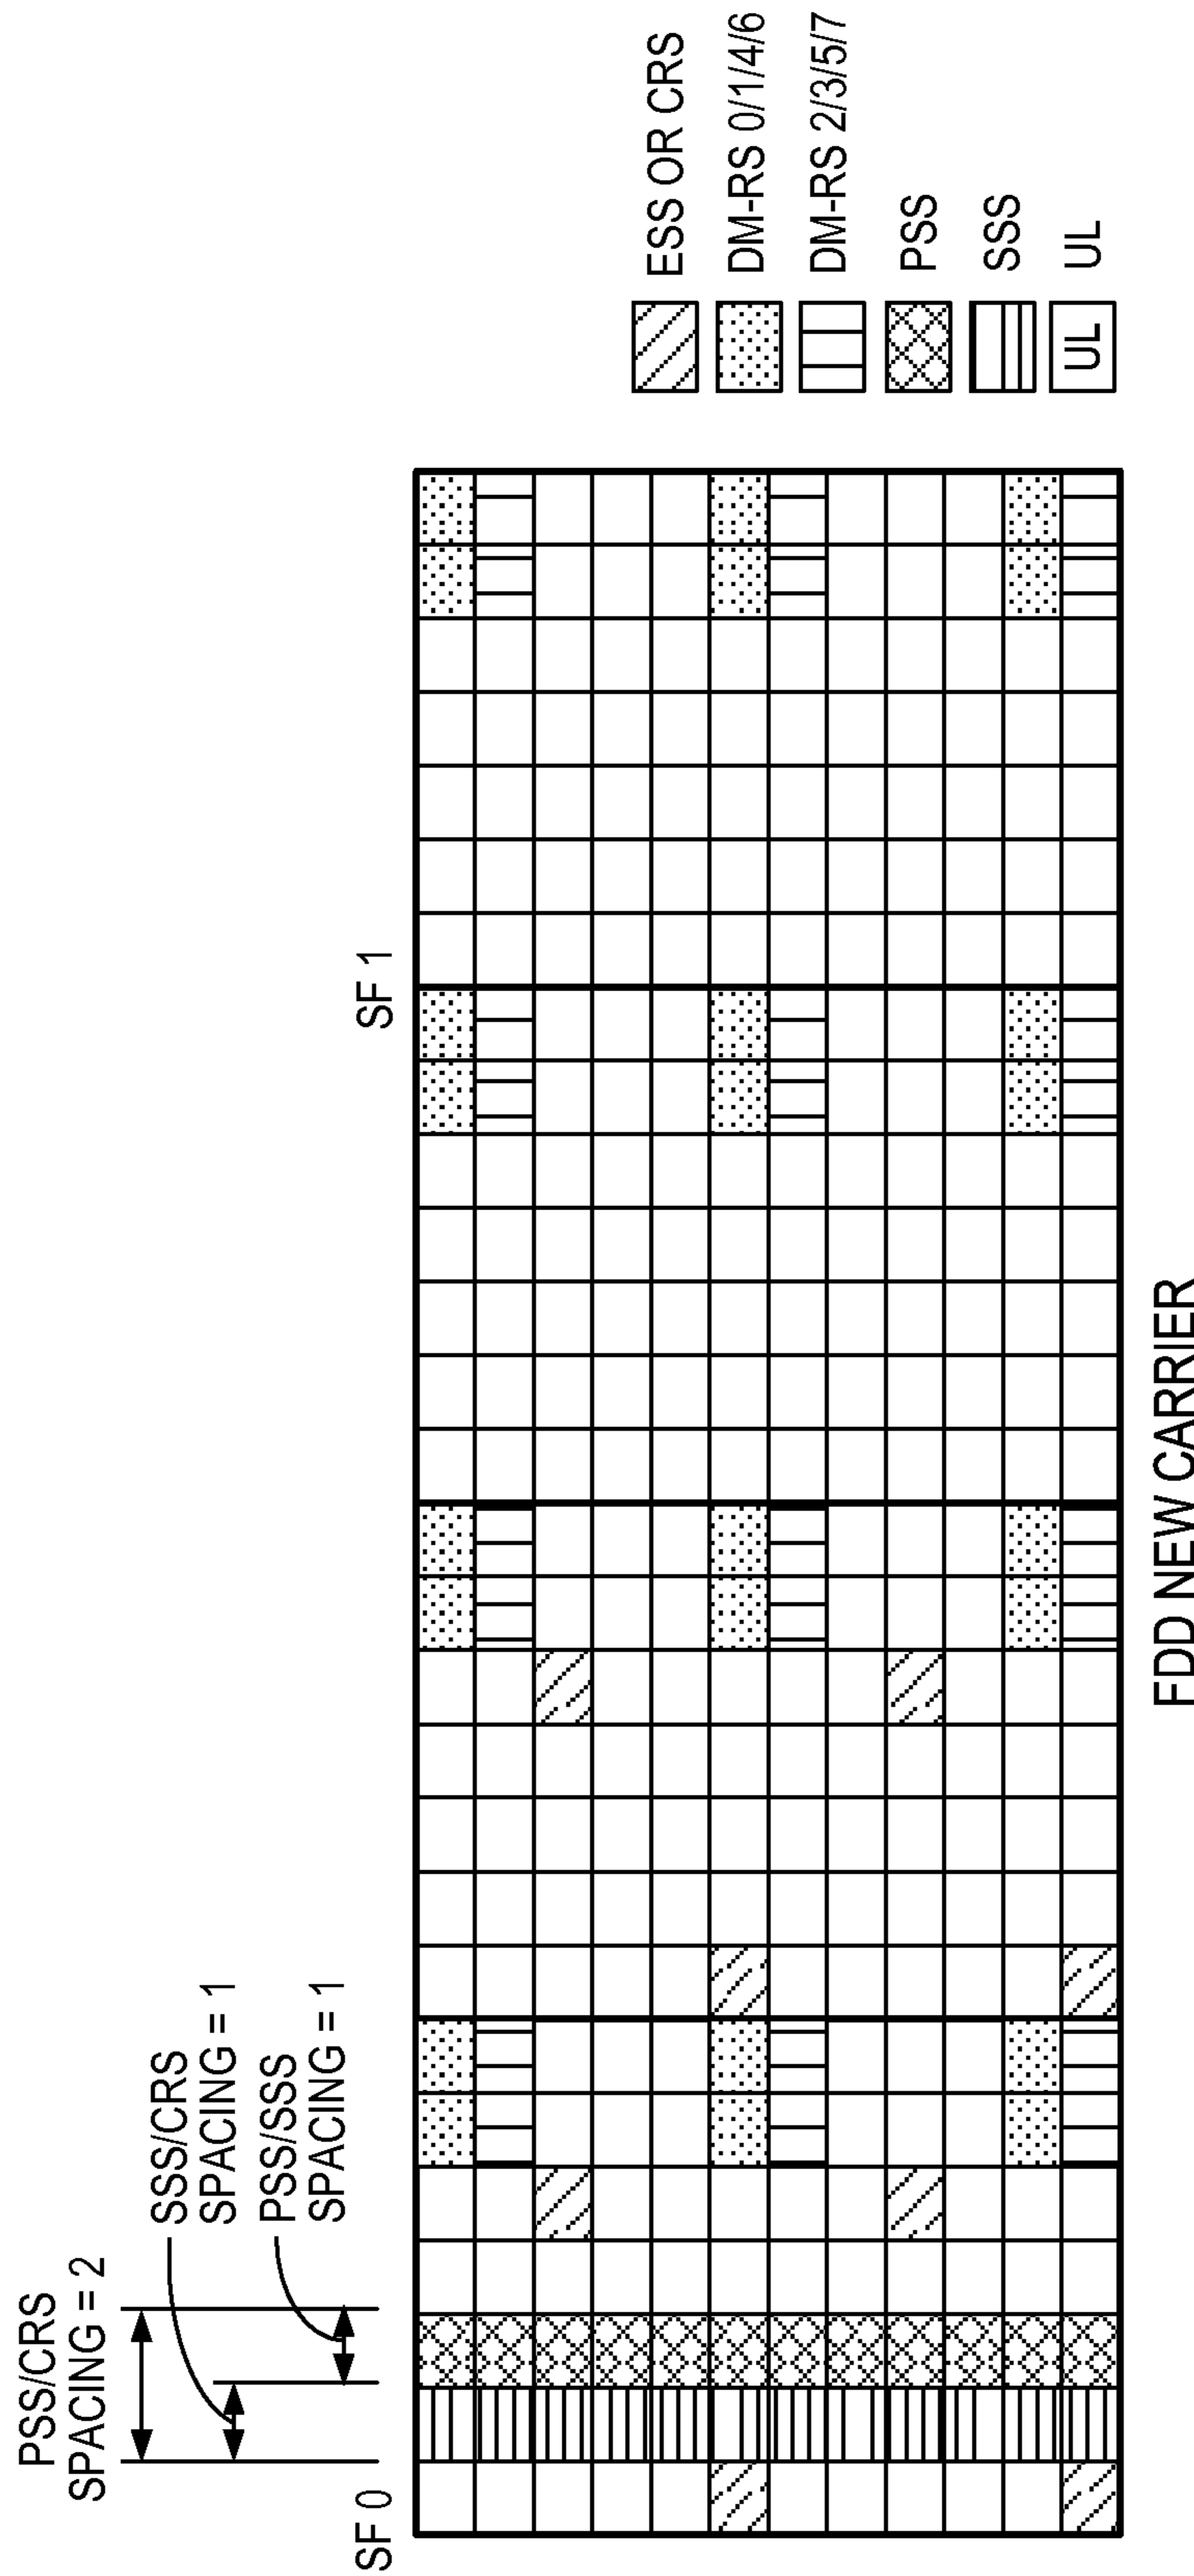 PSS/CRS
SPACING = 2
SSS/CRS
SPACING = 1
PSS/SSS
SPACING = 1
SF 0
SF 1
ESS OR CRS
DM-RS 0/1/4/6
DM-RS 2/3/5/7
PSS
SSS
UL
UL
FDD NEW CARRIER